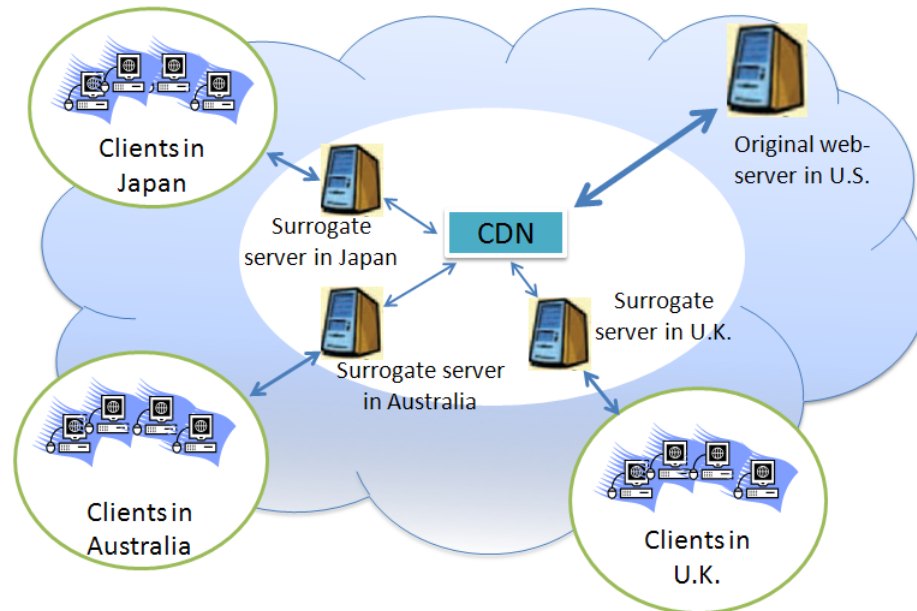 Clients in
Japan
Original web-
server in U.S.
Surrogate
server in Japan
CDN
Surrogate
server in U.K.
Surrogate server
in Australia
Clients in
Australia
Clients in
U.K.